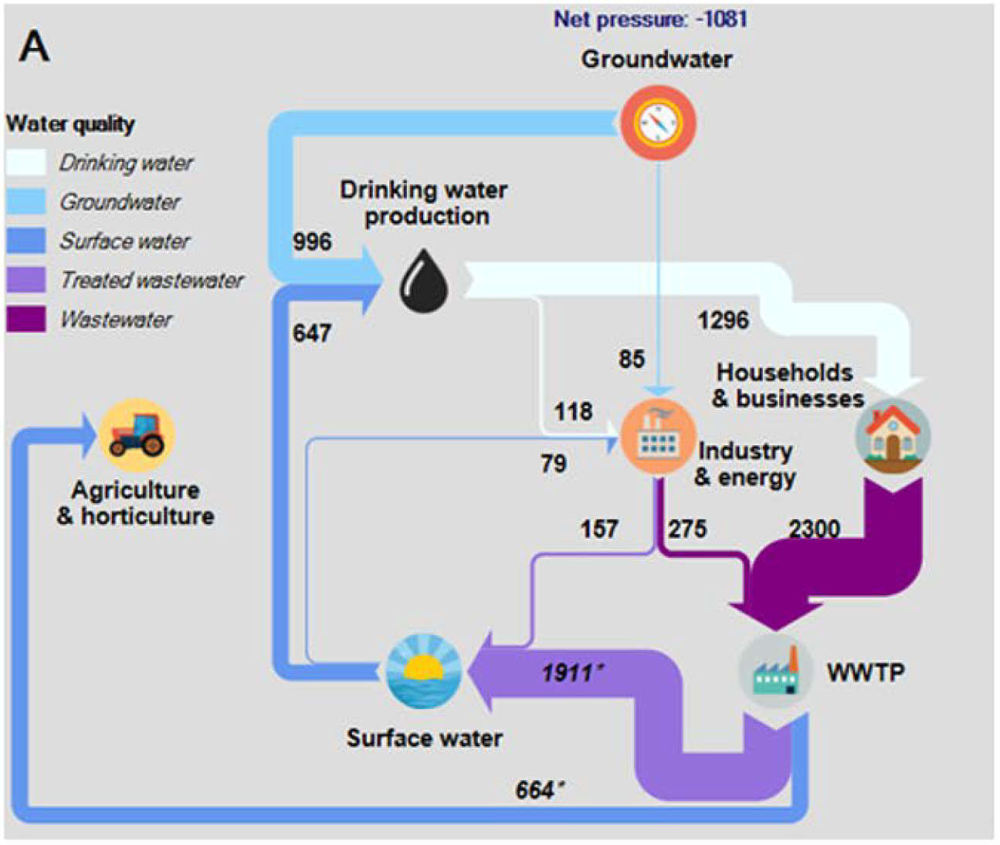 A
Net pressure: -1081
Groundwater
Water quality
Drinking water
Groundwater
Surface water
Treated wastewater
Wastewater
Drinking water
production
996
647
1296
85
118
79
Households
& businesses
Industry
& energy
Agriculture
& horticulture
157
275
2300
1911*
WWTP
Surface water
664*